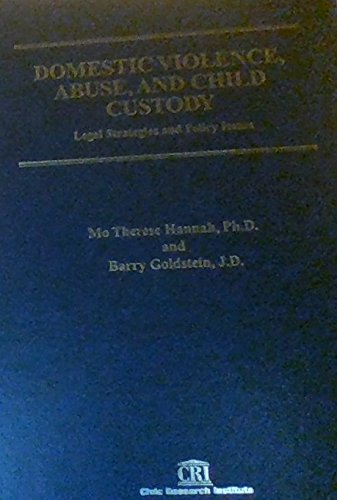 DOMESTIC VIOLENCE,
ABUSE, AND CHILD
CUSTODY
Legal Strategies and Policy Issues
Mo Therese Hannah, Ph.D.
and
Barry Goldstein, J.D.
CRI
Civic Research Institute